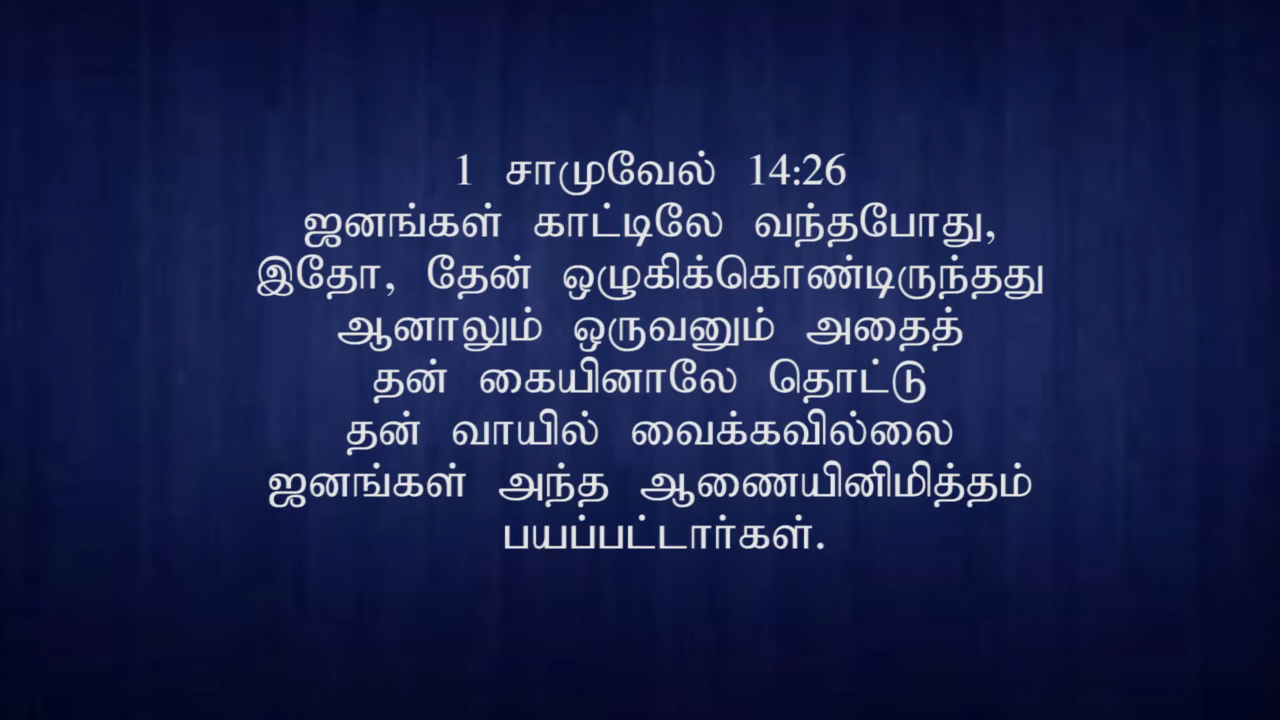 1 சாமுவேல் 14:26
ஜனங்கள் காட்டிலே வந்தபோது,
இதோ, தேன் ஒழுகிக்கொண்டிருந்தது
ஆனாலும் ஒருவனும் அதைத்
தன் கையினாலே தொட்டு
தன் வாயில் வைக்கவில்லை
ஜனங்கள் அந்த ஆணையினிமித்தம்
பயப்பட்டார்கள்.